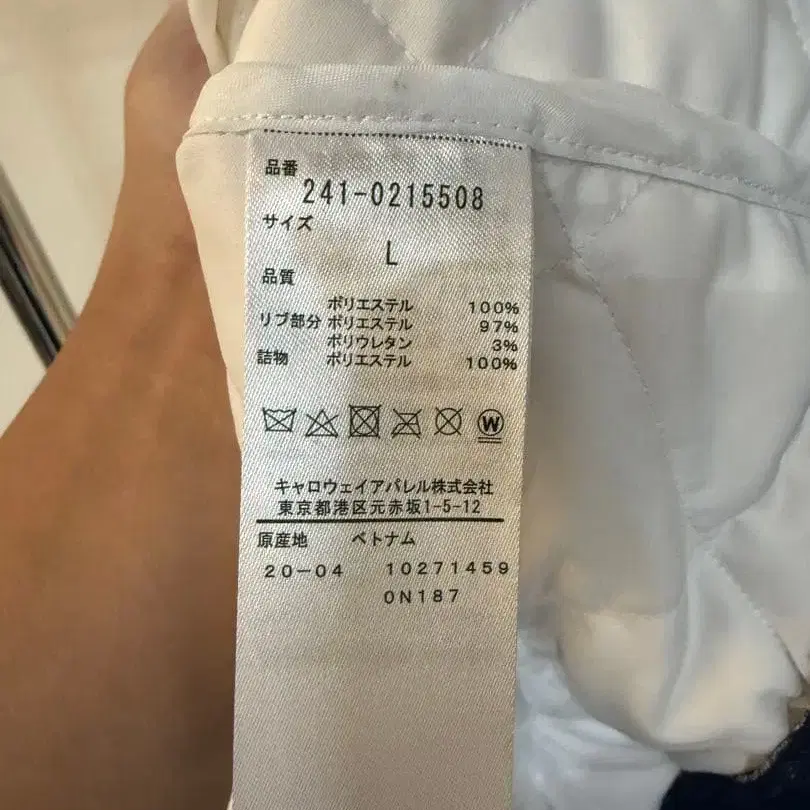 品番
241-0215508
サイズ
L
品質
ポリエステル 100%
リブ部分 ポリエステル 97%
ポリウレタン 3%
詰物 ポリエステル 100%
W
キャロウェイアパレル株式会社
東京都港区元赤坂1-5-12
原産地 ベトナム
20-04 10271459
0N187